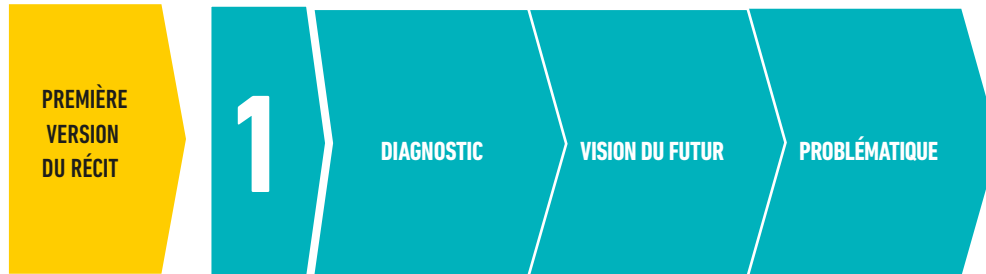 PREMIÈRE
VERSION
DU RÉCIT
1
DIAGNOSTIC
VISION DU FUTUR
PROBLÉMATIQUE